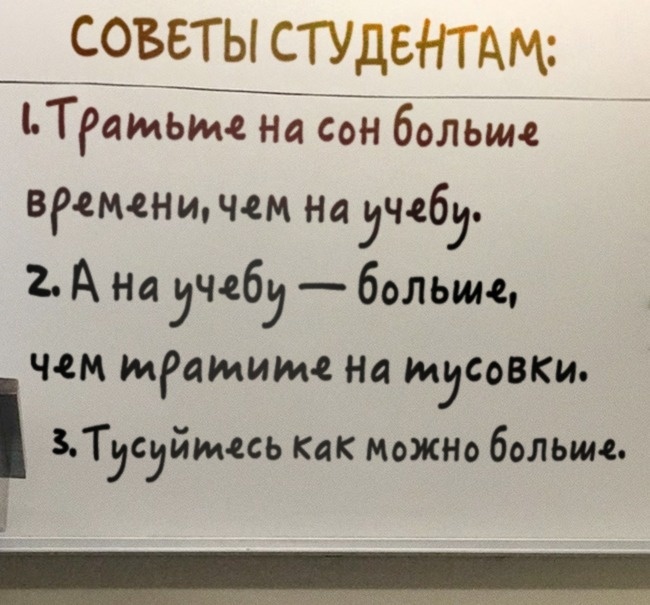 СОВЕТЫ СТУДЕНТАМ:
1. Тратьте на сон больше
времени, чем на учебу.
2. А на учебу — больше,
чем тратите на тусовки.
3. Тусуйтесь как можно больше.